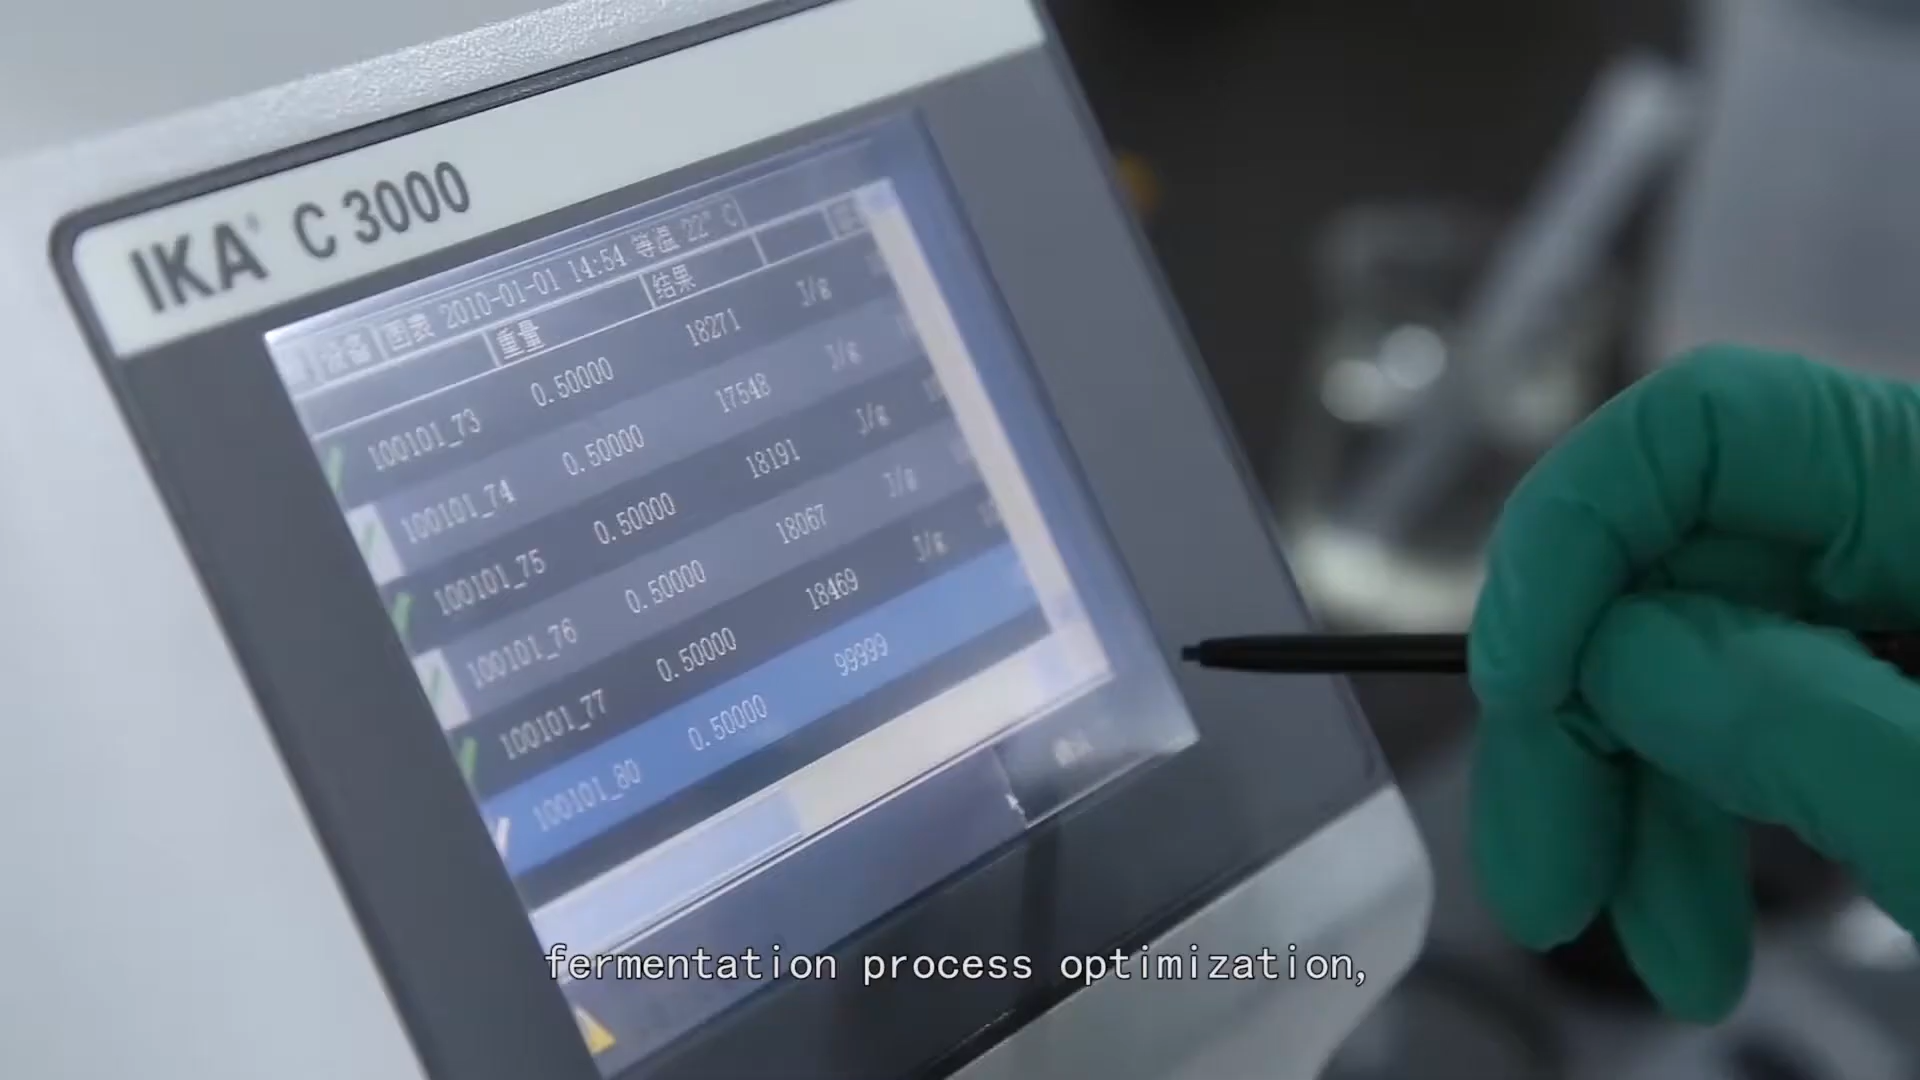 IKA® C 3000
设备 图表 2010-01-01 14:54 等温 22°C
重量 结果
100101_73 0.50000 18271 J/g
100101_74 0.50000 17548 J/g
100101_75 0.50000 18191 J/g
100101_76 0.50000 18067 J/g
100101_77 0.50000 18469 J/g
100101_80 0.50000 99999
fermentation process optimization,